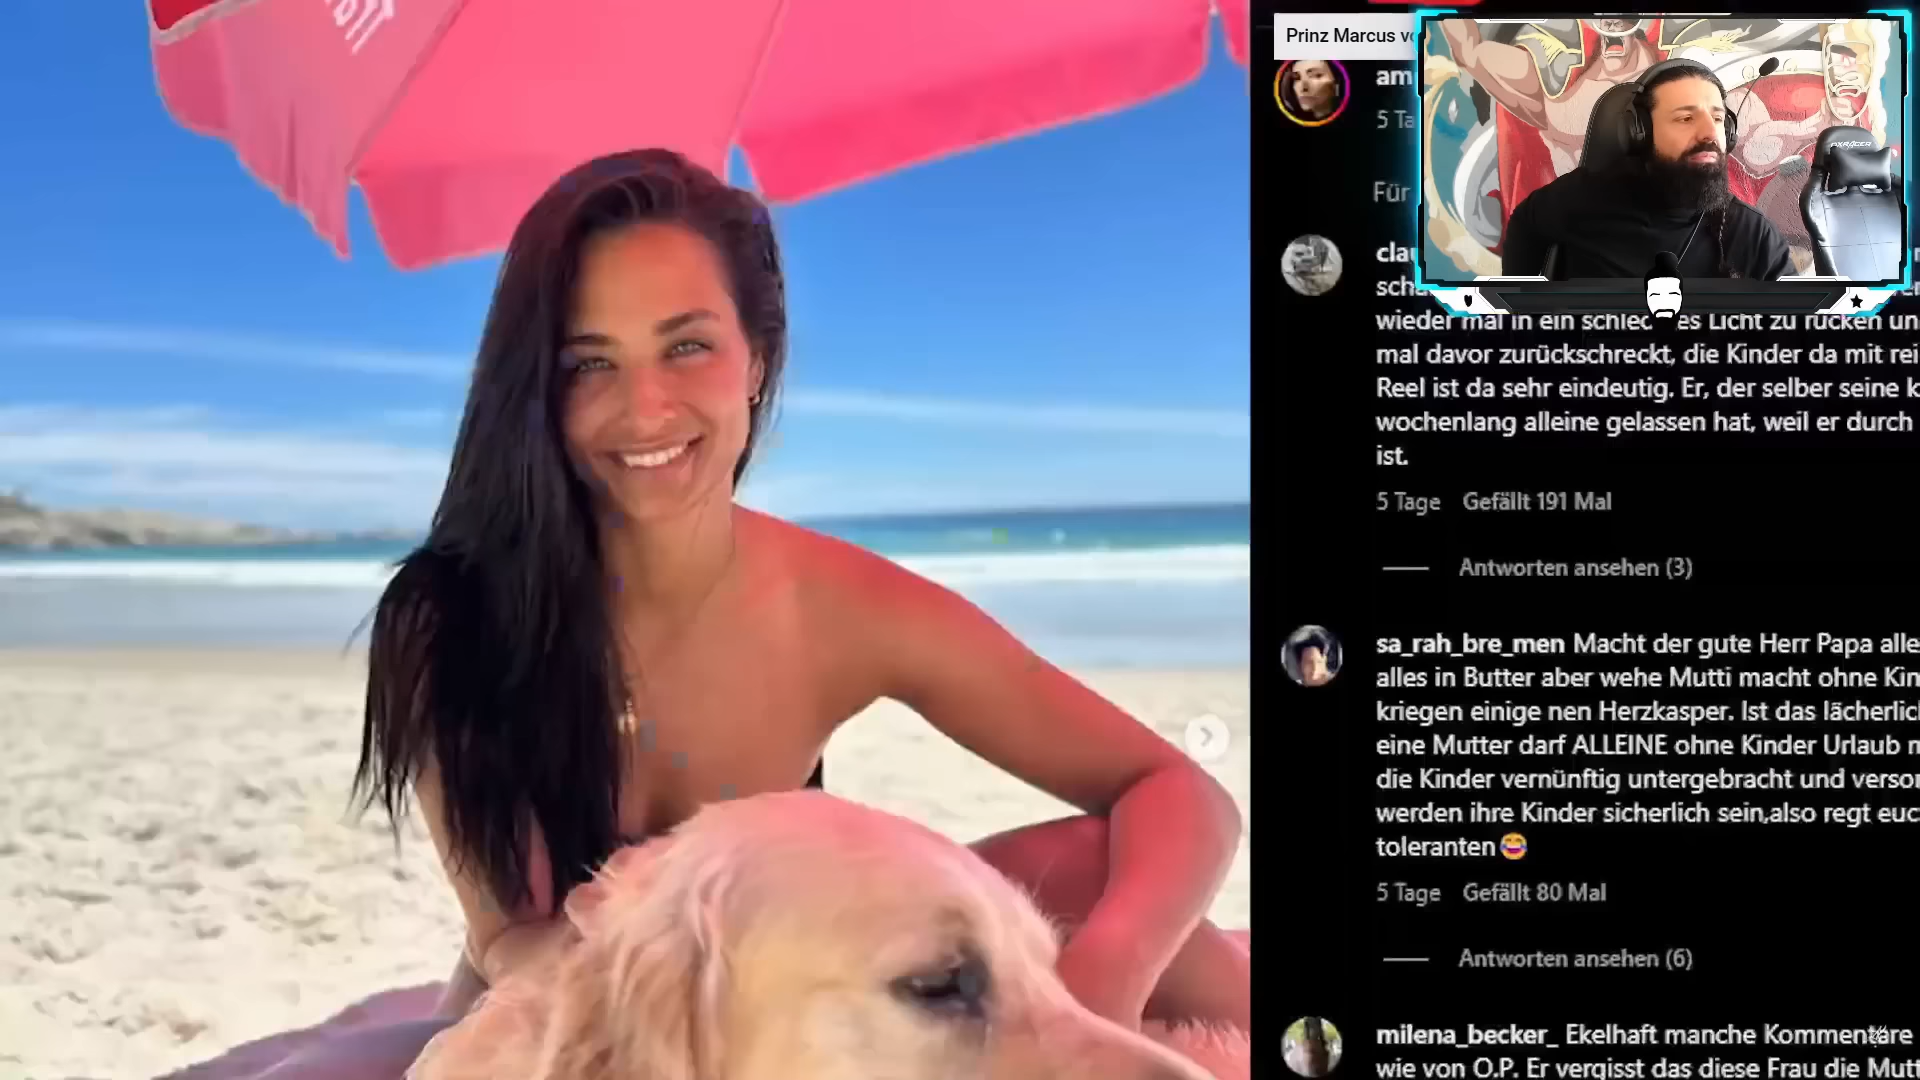 Prinz Marcus vo
am
5 Ta
Für
cla
scha
wieder mal in ein schlec es Licht zu rücken un
mal davor zurückschreckt, die Kinder da mit rei
Reel ist da sehr eindeutig. Er, der selber seine k
wochenlang alleine gelassen hat, weil er durch
ist.
5 Tage Gefällt 191 Mal
Antworten ansehen (3)
sa_rah_bre_men Macht der gute Herr Papa alle
alles in Butter aber wehe Mutti macht ohne Kin
kriegen einige nen Herzkasper. Ist das lächerlich
eine Mutter darf ALLEINE ohne Kinder Urlaub m
die Kinder vernünftig untergebracht und verso
werden ihre Kinder sicherlich sein,also regt euc
toleranten😂
5 Tage Gefällt 80 Mal
Antworten ansehen (6)
milena_becker_ Ekelhaft manche Kommentare
wie von O.P. Er vergisst das diese Frau die Mutt